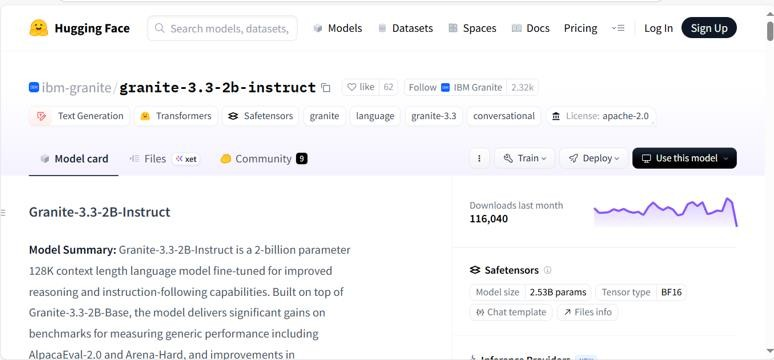 Hugging Face Search models, datasets, Models Datasets Spaces Docs Pricing Log In Sign Up
ibm-granite/granite-3.3-2b-instruct like 62 Follow IBM Granite 2.32k
Text Generation Transformers Safetensors granite language granite-3.3 conversational License: apache-2.0
Model card Files xet Community 9 Train Deploy Use this model
Granite-3.3-2B-Instruct
Model Summary: Granite-3.3-2B-Instruct is a 2-billion parameter
128K context length language model fine-tuned for improved
reasoning and instruction-following capabilities. Built on top of
Granite-3.3-2B-Base, the model delivers significant gains on
benchmarks for measuring generic performance including
AlpacaEval-2.0 and Arena-Hard, and improvements in
Downloads last month
116,040
Safetensors
Model size 2.53B params Tensor type BF16
Chat template Files info
Inference Providers NEW